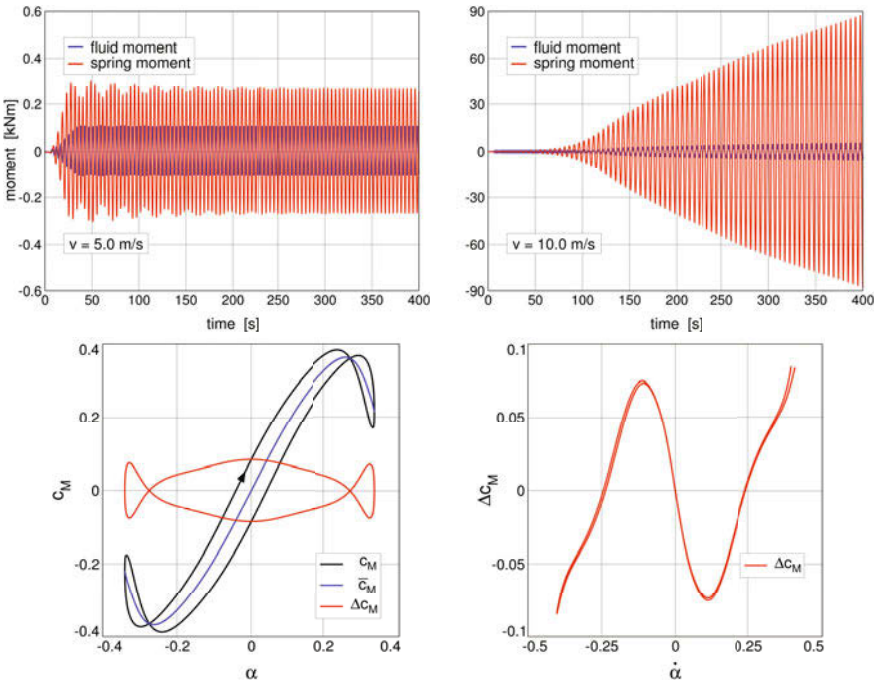 0.6
0.4
0.2
0
-0.2
-0.4
-0.6
moment [kNm]
fluid moment
spring moment
v = 5.0 m/s
0 50 100 150 200 250 300 350 400
time [s]
90
60
30
0
-30
-60
-90
fluid moment
spring moment
v = 10.0 m/s
0 50 100 150 200 250 300 350 400
time [s]
0.4
0.2
0
-0.2
-0.4
c_M
c_M
c̅_M
Δc_M
-0.4 -0.2 0 0.2 0.4
α
0.1
0.05
0
-0.05
-0.1
Δc_M
Δc_M
-0.5 -0.25 0 0.25 0.5
α̇